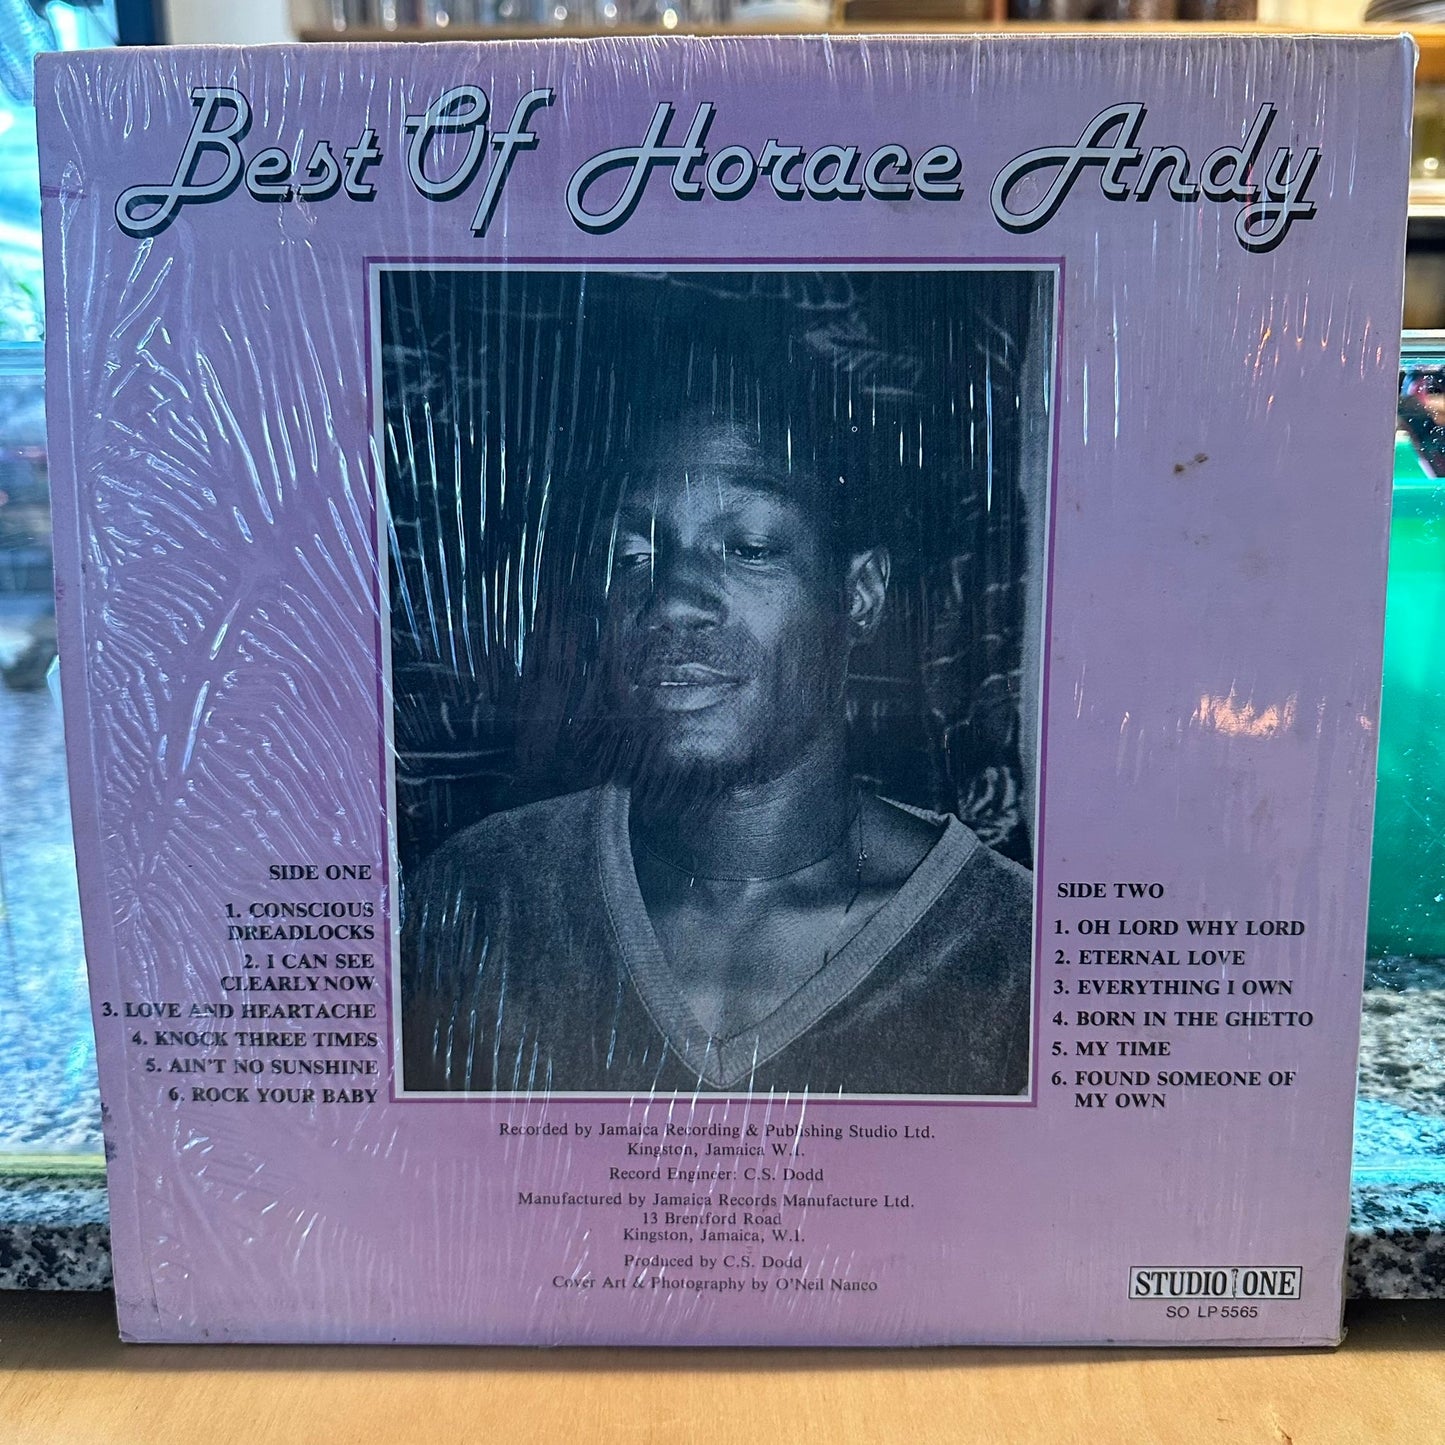 Best Of Horace Andy
SIDE ONE
1. CONSCIOUS
DREADLOCKS
2. I CAN SEE
CLEARLY NOW
3. LOVE AND HEARTACHE
4. KNOCK THREE TIMES
5. AIN'T NO SUNSHINE
6. ROCK YOUR BABY
SIDE TWO
1. OH LORD WHY LORD
2. ETERNAL LOVE
3. EVERYTHING I OWN
4. BORN IN THE GHETTO
5. MY TIME
6. FOUND SOMEONE OF
MY OWN
Recorded by Jamaica Recording & Publishing Studio Ltd.
Kingston, Jamaica W.I.
Record Engineer: C.S. Dodd
Manufactured by Jamaica Records Manufacture Ltd.
13 Brentford Road
Kingston, Jamaica, W.I.
Produced by C.S. Dodd
Cover Art & Photography by O'Neil Nanco
STUDIO ONE
SO LP 5565